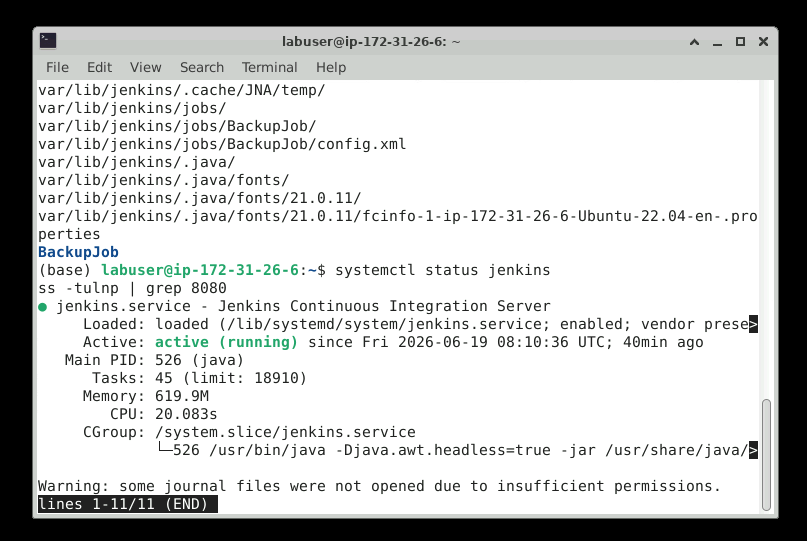 labuser@ip-172-31-26-6: ~
File Edit View Search Terminal Help
var/lib/jenkins/.cache/JNA/temp/
var/lib/jenkins/jobs/
var/lib/jenkins/jobs/BackupJob/
var/lib/jenkins/jobs/BackupJob/config.xml
var/lib/jenkins/.java/
var/lib/jenkins/.java/fonts/
var/lib/jenkins/.java/fonts/21.0.11/
var/lib/jenkins/.java/fonts/21.0.11/fcinfo-1-ip-172-31-26-6-Ubuntu-22.04-en-.pro
perties
BackupJob
(base) labuser@ip-172-31-26-6:~$ systemctl status jenkins
ss -tulnp | grep 8080
● jenkins.service - Jenkins Continuous Integration Server
     Loaded: loaded (/lib/systemd/system/jenkins.service; enabled; vendor prese>
     Active: active (running) since Fri 2026-06-19 08:10:36 UTC; 40min ago
   Main PID: 526 (java)
      Tasks: 45 (limit: 18910)
     Memory: 619.9M
        CPU: 20.083s
     CGroup: /system.slice/jenkins.service
             └─526 /usr/bin/java -Djava.awt.headless=true -jar /usr/share/java/>
Warning: some journal files were not opened due to insufficient permissions.
lines 1-11/11 (END)